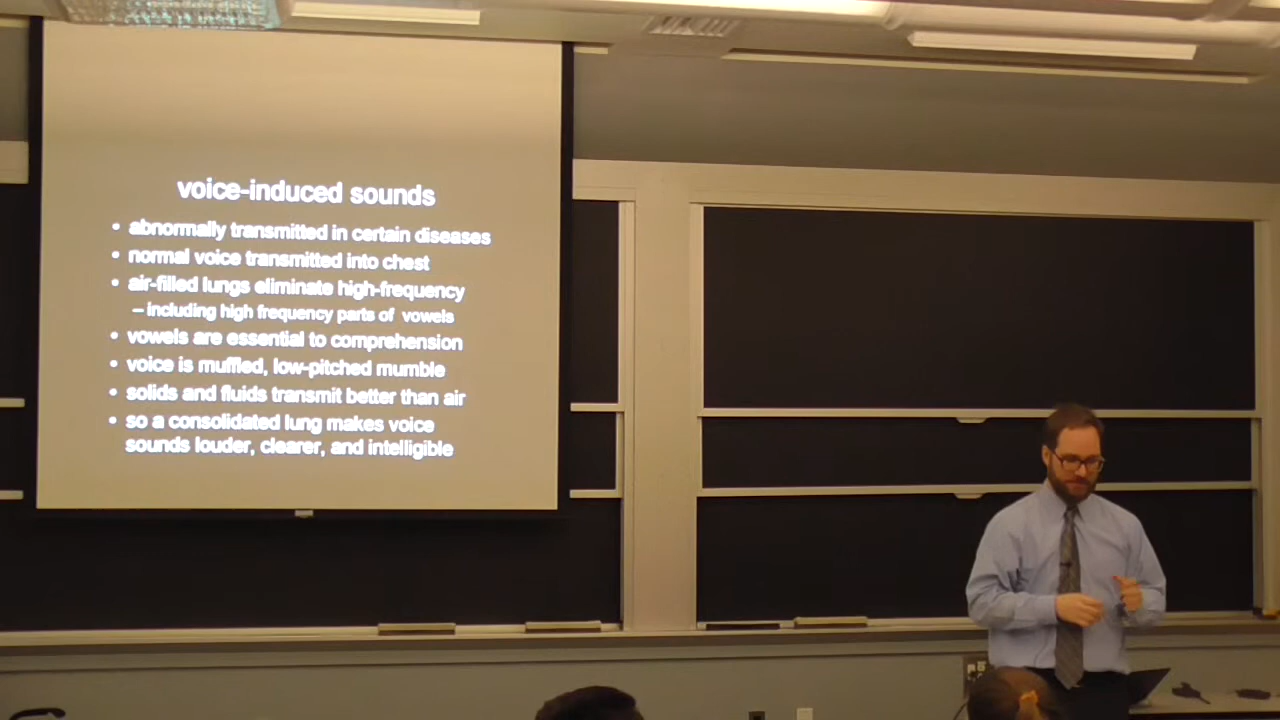 voice-induced sounds
• abnormally transmitted in certain diseases
• normal voice transmitted into chest
• air-filled lungs eliminate high-frequency
– including high frequency parts of vowels
• vowels are essential to comprehension
• voice is muffled, low-pitched mumble
• solids and fluids transmit better than air
• so a consolidated lung makes voice
sounds louder, clearer, and intelligible